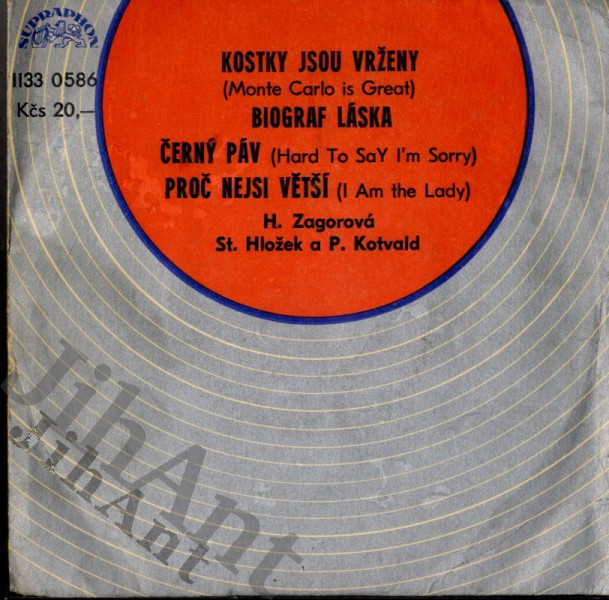 SUPRAPHON
1133 0586
Kčs 20,—
KOSTKY JSOU VRŽENY
(Monte Carlo is Great)
BIOGRAF LÁSKA
ČERNÝ PÁV (Hard To SaY I'm Sorry)
PROČ NEJSI VĚTŠÍ (I Am the Lady)
H. Zagorová
St. Hložek a P. Kotvald
JihAnt
JihAnt